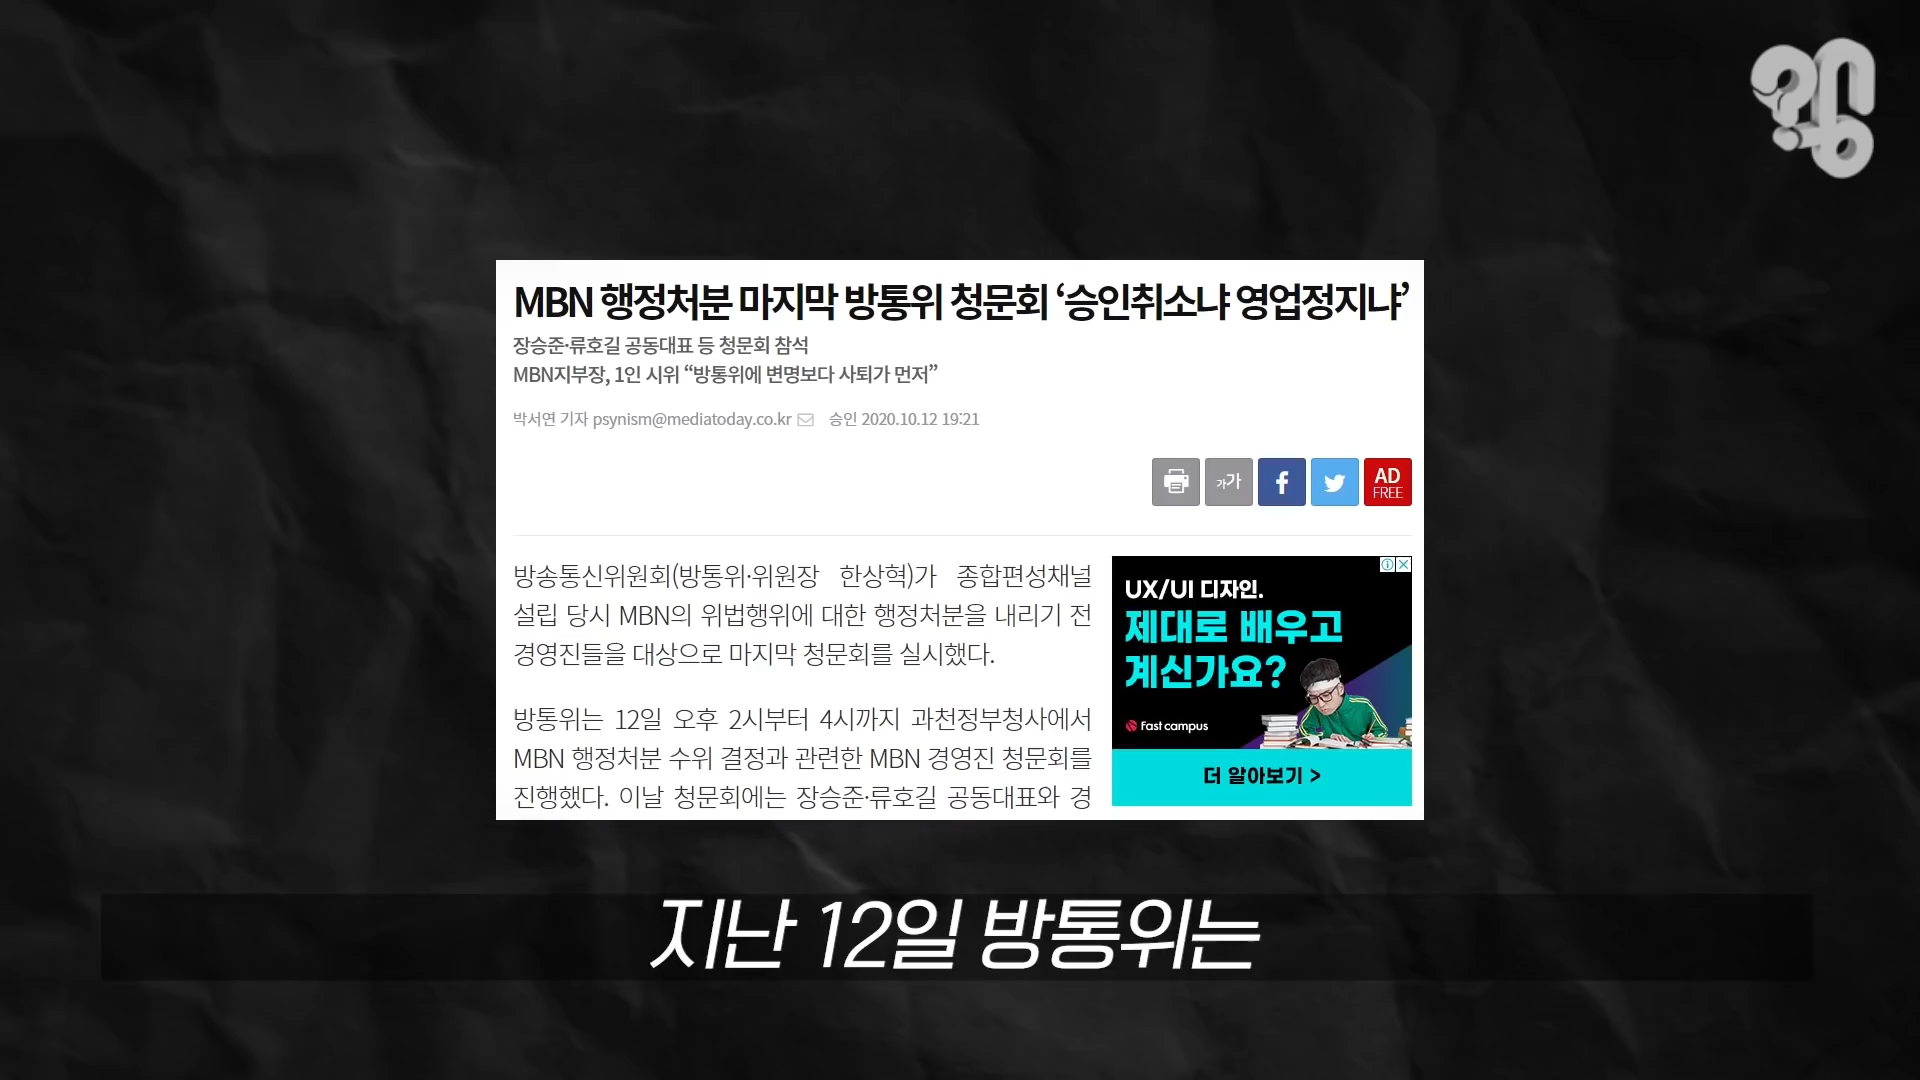 왱
MBN 행정처분 마지막 방통위 청문회 ‘승인취소냐 영업정지냐’
장승준·류호길 공동대표 등 청문회 참석
MBN지부장, 1인 시위 “방통위에 변명보다 사퇴가 먼저”
박서연 기자 psynism@mediatoday.co.kr 승인 2020.10.12 19:21
가가
AD
FREE
방송통신위원회(방통위·위원장 한상혁)가 종합편성채널
설립 당시 MBN의 위법행위에 대한 행정처분을 내리기 전
경영진들을 대상으로 마지막 청문회를 실시했다.
방통위는 12일 오후 2시부터 4시까지 과천정부청사에서
MBN 행정처분 수위 결정과 관련한 MBN 경영진 청문회를
진행했다. 이날 청문회에는 장승준·류호길 공동대표와 경
UX/UI 디자인.
제대로 배우고
계신가요?
fast campus
더 알아보기 >
지난 12일 방통위는